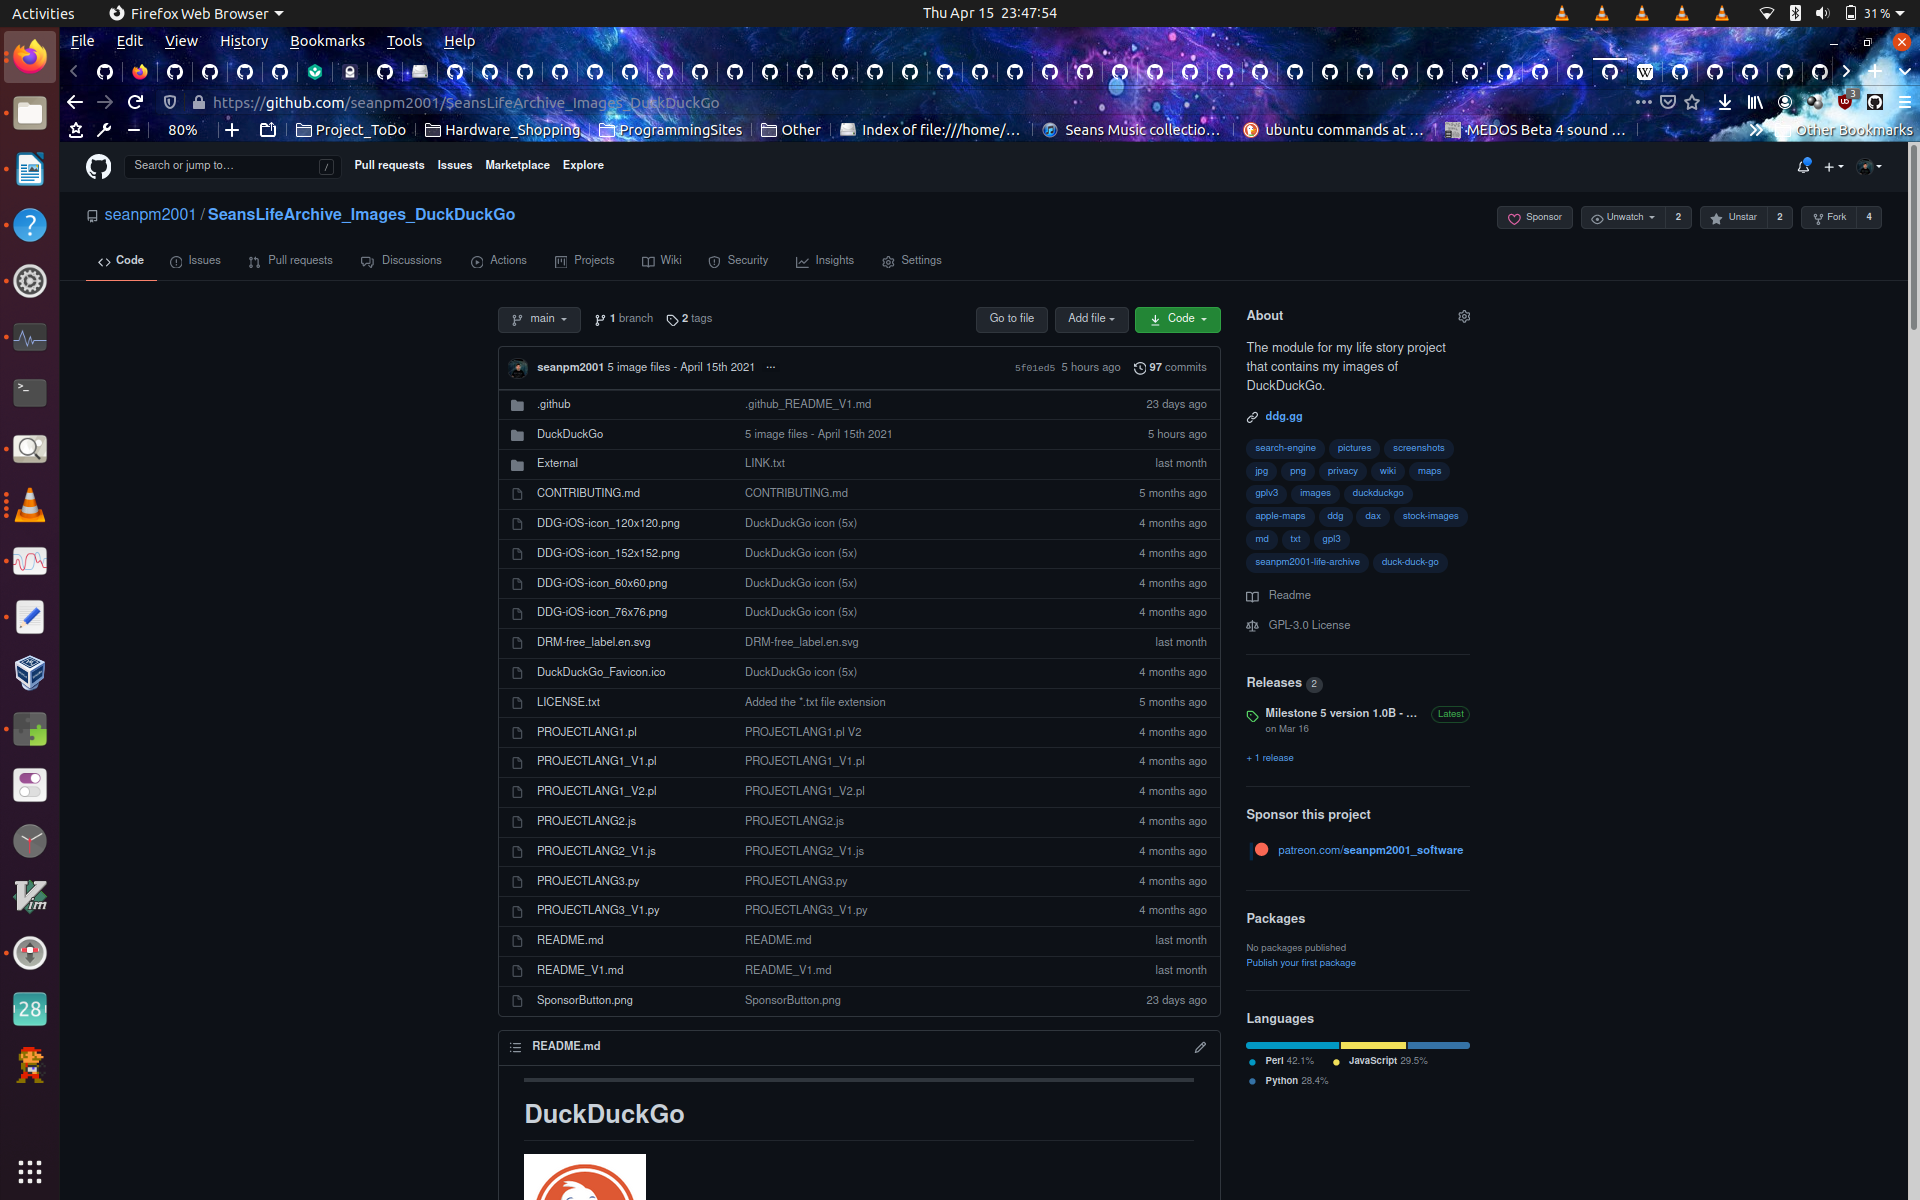 Activities Firefox Web Browser Thu Apr 15 23:47:54 31 %
File Edit View History Bookmarks Tools Help
https://github.com/seanpm2001/SeansLifeArchive_Images_DuckDuckGo 3
80% Project_ToDo Hardware_Shopping ProgrammingSites Other Index of file:///home/… Seans Music collectio… ubuntu commands at … MEDOS Beta 4 sound … Other Bookmarks
Search or jump to… / Pull requests Issues Marketplace Explore
seanpm2001 / SeansLifeArchive_Images_DuckDuckGo Sponsor Unwatch 2 Unstar 2 Fork 4
Code Issues Pull requests Discussions Actions Projects Wiki Security Insights Settings
main 1 branch 2 tags Go to file Add file Code
seanpm2001 5 image files - April 15th 2021 ... 5f01ed5 5 hours ago 97 commits
.github .github_README_V1.md 23 days ago
DuckDuckGo 5 image files - April 15th 2021 5 hours ago
External LINK.txt last month
CONTRIBUTING.md CONTRIBUTING.md 5 months ago
DDG-iOS-icon_120x120.png DuckDuckGo icon (5x) 4 months ago
DDG-iOS-icon_152x152.png DuckDuckGo icon (5x) 4 months ago
DDG-iOS-icon_60x60.png DuckDuckGo icon (5x) 4 months ago
DDG-iOS-icon_76x76.png DuckDuckGo icon (5x) 4 months ago
DRM-free_label.en.svg DRM-free_label.en.svg last month
DuckDuckGo_Favicon.ico DuckDuckGo icon (5x) 4 months ago
LICENSE.txt Added the *.txt file extension 5 months ago
PROJECTLANG1.pl PROJECTLANG1.pl V2 4 months ago
PROJECTLANG1_V1.pl PROJECTLANG1_V1.pl 4 months ago
PROJECTLANG1_V2.pl PROJECTLANG1_V2.pl 4 months ago
PROJECTLANG2.js PROJECTLANG2.js 4 months ago
PROJECTLANG2_V1.js PROJECTLANG2_V1.js 4 months ago
PROJECTLANG3.py PROJECTLANG3.py 4 months ago
PROJECTLANG3_V1.py PROJECTLANG3_V1.py 4 months ago
README.md README.md last month
README_V1.md README_V1.md last month
SponsorButton.png SponsorButton.png 23 days ago
README.md
DuckDuckGo
About
The module for my life story project
that contains my images of
DuckDuckGo.
ddg.gg
search-engine pictures screenshots
jpg png privacy wiki maps
gplv3 images duckduckgo
apple-maps ddg dax stock-images
md txt gpl3
seanpm2001-life-archive duck-duck-go
Readme
GPL-3.0 License
Releases 2
Milestone 5 version 1.0B - ... Latest
on Mar 16
+ 1 release
Sponsor this project
patreon.com/seanpm2001_software
Packages
No packages published
Publish your first package
Languages
Perl 42.1% JavaScript 29.5%
Python 28.4%
28